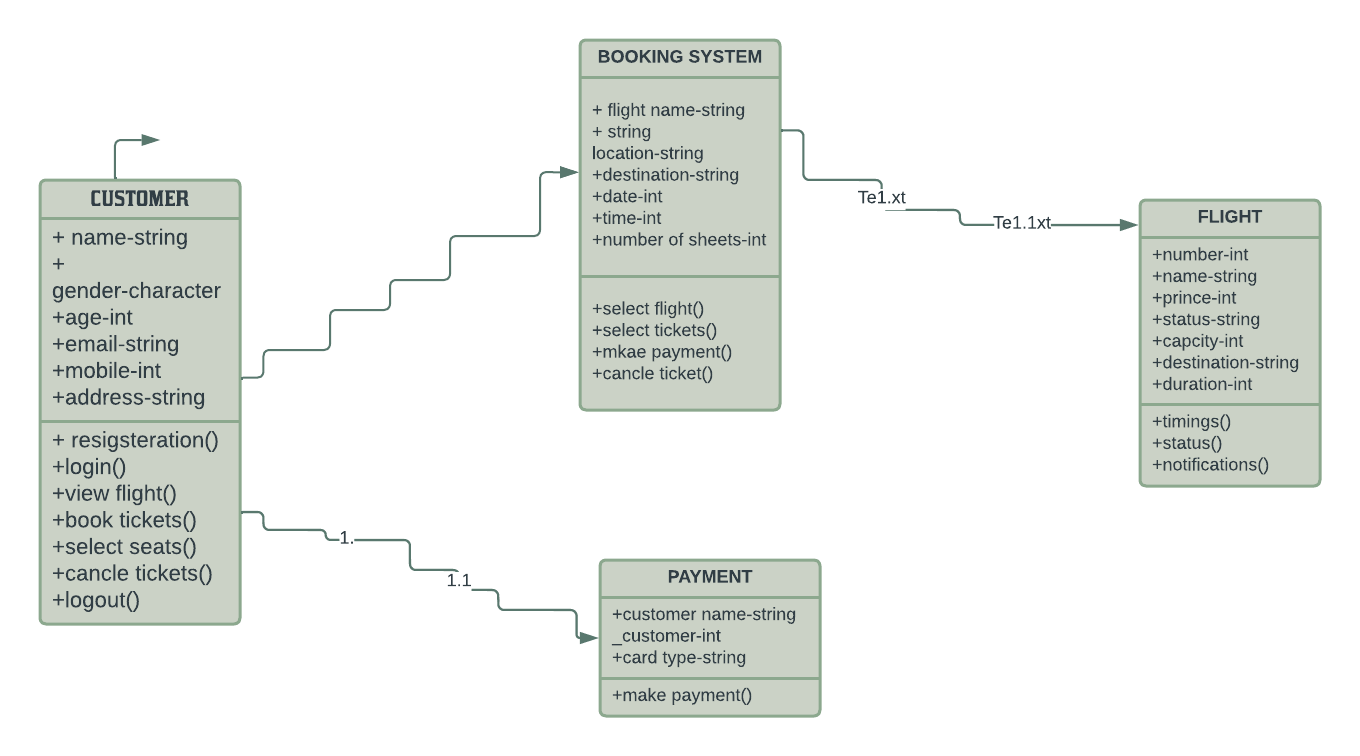 CUSTOMER
+ name-string
+
gender-character
+age-int
+email-string
+mobile-int
+address-string
+ resigsteration()
+login()
+view flight()
+book tickets()
+select seats()
+cancle tickets()
+logout()
BOOKING SYSTEM
+ flight name-string
+ string
location-string
+destination-string
+date-int
+time-int
+number of sheets-int
+select flight()
+select tickets()
+mkae payment()
+cancle ticket()
Te1.xt
Te1.1xt
FLIGHT
+number-int
+name-string
+prince-int
+status-string
+capcity-int
+destination-string
+duration-int
+timings()
+status()
+notifications()
1.
1.1
PAYMENT
+customer name-string
_customer-int
+card type-string
+make payment()